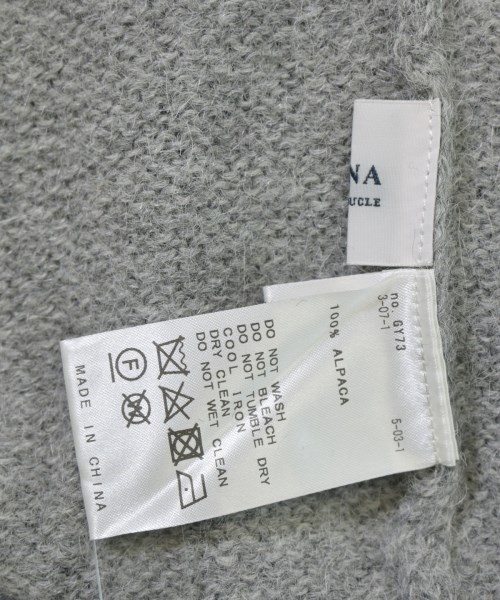 NA
UCLE
no. GY73
3-07-1
5-03-1
100% ALPACA
DO NOT WASH
DO NOT BLEACH
DO NOT TUMBLE DRY
COOL IRON
DRY CLEAN
DO NOT WET CLEAN
F
W
MADE IN CHINA